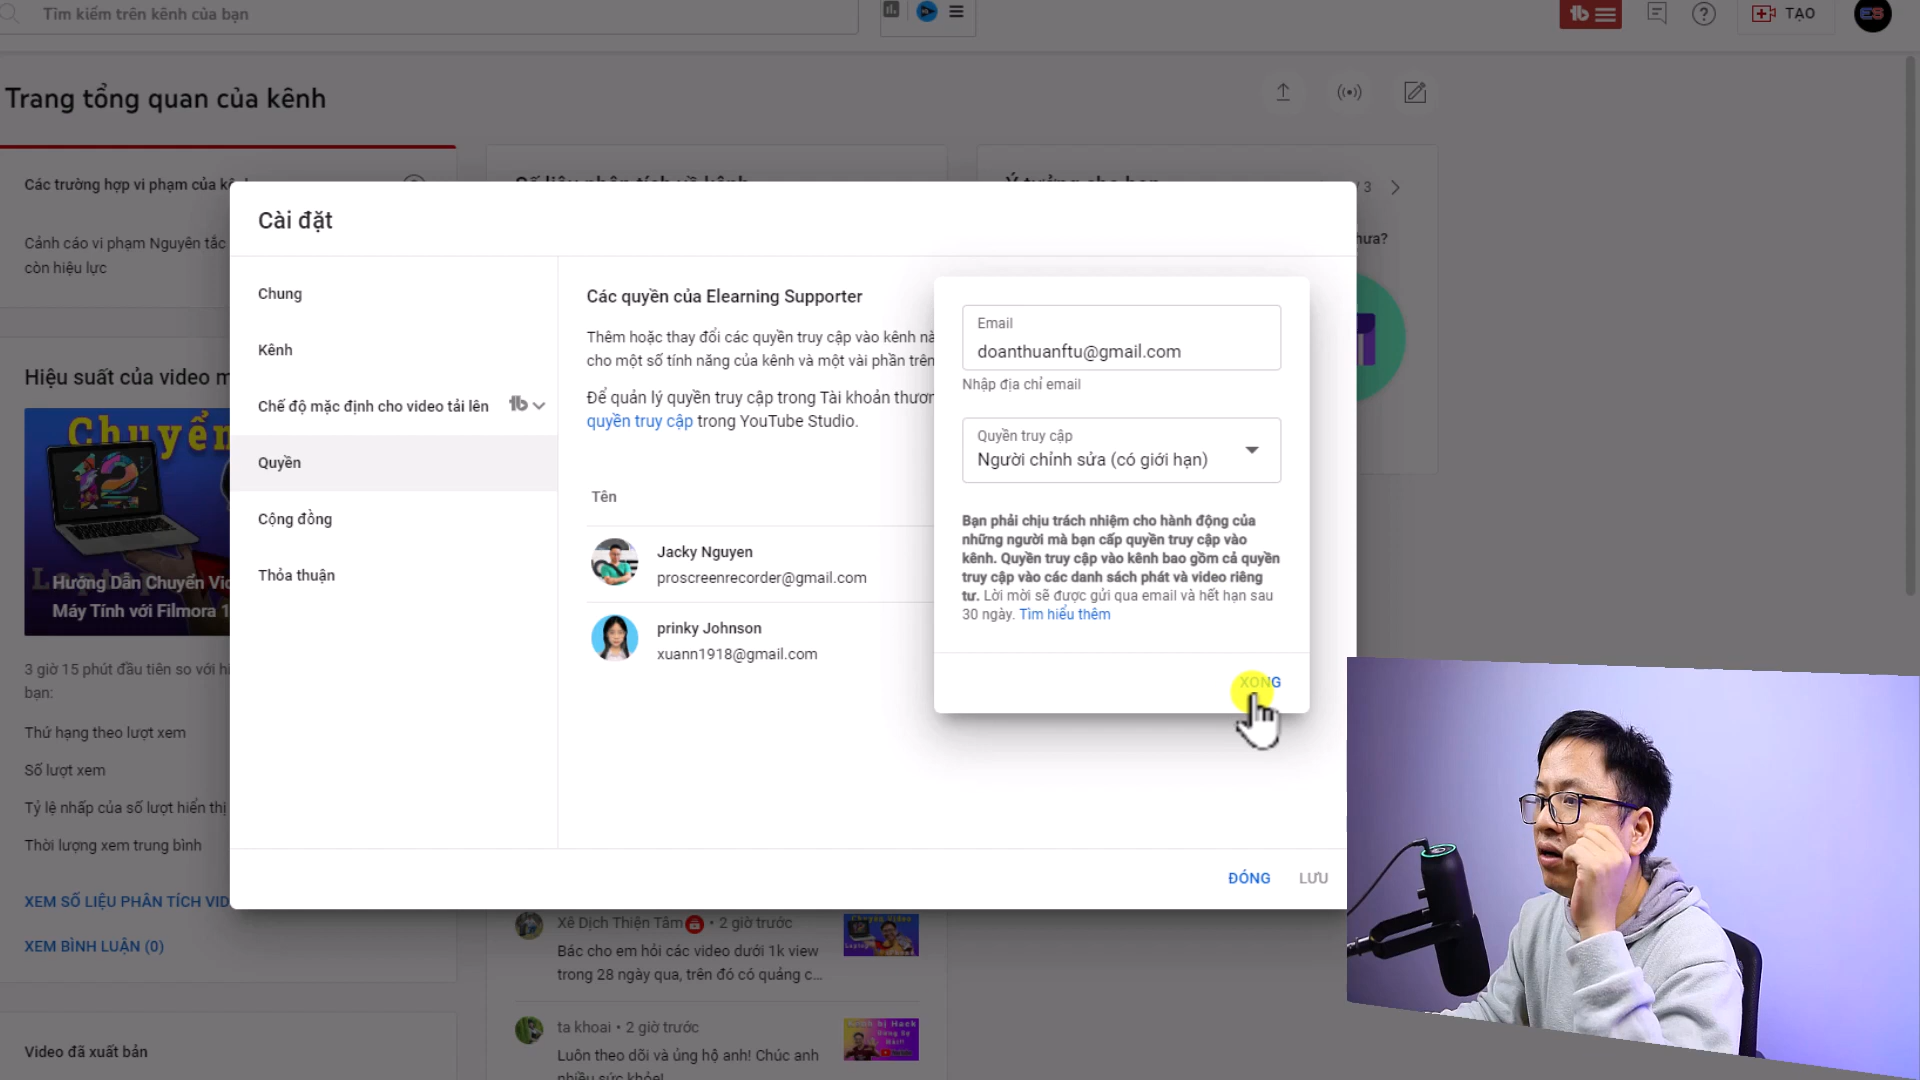 Tìm kiếm trên kênh của bạn
TẠO
ES
Trang tổng quan của kênh
Các trường hợp vi phạm của
Cảnh cáo vi phạm Nguyên tắc
còn hiệu lực
/ 3
Cài đặt
Chung
Kênh
Chế độ mặc định cho video tải lên
Quyền
Cộng đồng
Thỏa thuận
Các quyền của Elearning Supporter
Thêm hoặc thay đổi các quyền truy cập vào kênh
cho một số tính năng của kênh và một vài phần trên
Để quản lý quyền truy cập trong Tài khoản
quyền truy cập trong YouTube Studio.
Tên
Jacky Nguyen
proscreenrecorder@gmail.com
prinky Johnson
xuann1918@gmail.com
Email
doanthuanftu@gmail.com
Nhập địa chỉ email
Quyền truy cập
Người chỉnh sửa (có giới hạn)
Bạn phải chịu trách nhiệm cho hành động của
những người mà bạn cấp quyền truy cập vào
kênh. Quyền truy cập vào kênh bao gồm cả quyền
truy cập vào các danh sách phát và video riêng
tư. Lời mời sẽ được gửi qua email và hết hạn sau
30 ngày. Tìm hiểu thêm
XONG
ĐÓNG
LƯU
Hiệu suất của video
12
Hướng Dẫn Chuyển
Máy Tính với Filmora
3 giờ 15 phút đầu tiên so với
bạn:
Thứ hạng theo lượt xem
Số lượt xem
Tỷ lệ nhấp của số lượt hiển thị
Thời lượng xem trung bình
XEM SỐ LIỆU PHÂN TÍCH
XEM BÌNH LUẬN (0)
Video đã xuất bản
Xê Dịch Thiện Tâm • 2 giờ trước
Bác cho em hỏi các video dưới 1k view
trong 28 ngày qua, trên đó có quảng c...
ta khoai • 2 giờ trước
Luôn theo dõi và ủng hộ anh! Chúc anh
nhiều sức khỏe!